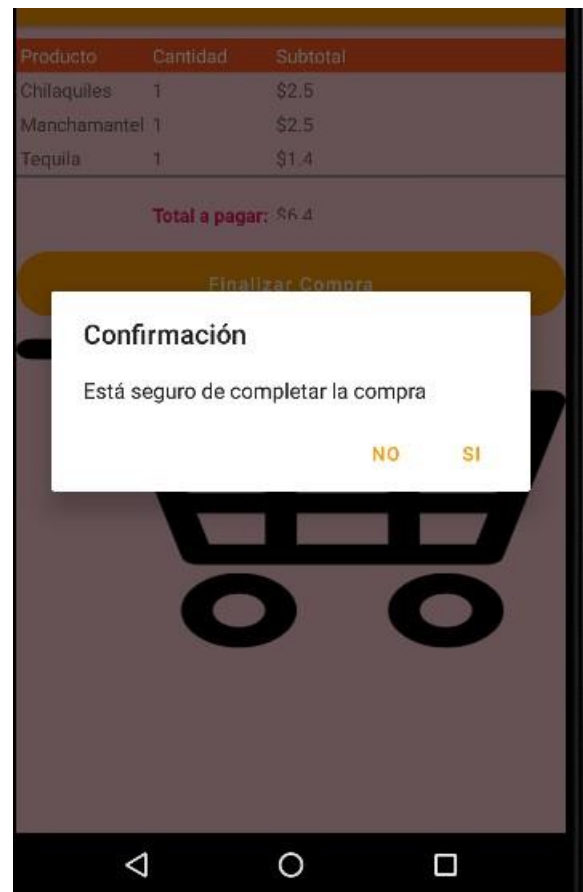 Producto Cantidad Subtotal
Chilaquiles 1 $2.5
Manchamantel 1 $2.5
Tequila 1 $1.4
Total a pagar: $6.4
Finalizar Compra
Confirmación
Está seguro de completar la compra
NO SI